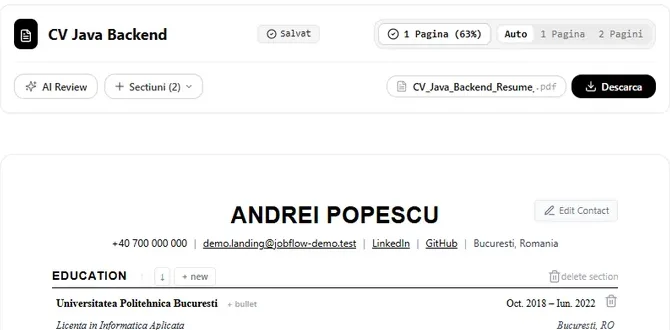 CV Java Backend
Salvat
1 Pagina (63%)
Auto
1 Pagina
2 Pagini
AI Review
+ Sectiuni (2)
CV_Java_Backend_Resume_.pdf
Descarca
ANDREI POPESCU
Edit Contact
+40 700 000 000 | demo.landing@jobflow-demo.test | LinkedIn | GitHub | Bucuresti, Romania
EDUCATION ↑ ↓ + new delete section
Universitatea Politehnica Bucuresti + bullet Oct. 2018 – Iun. 2022
Licenta in Informatica Aplicata Bucuresti, RO